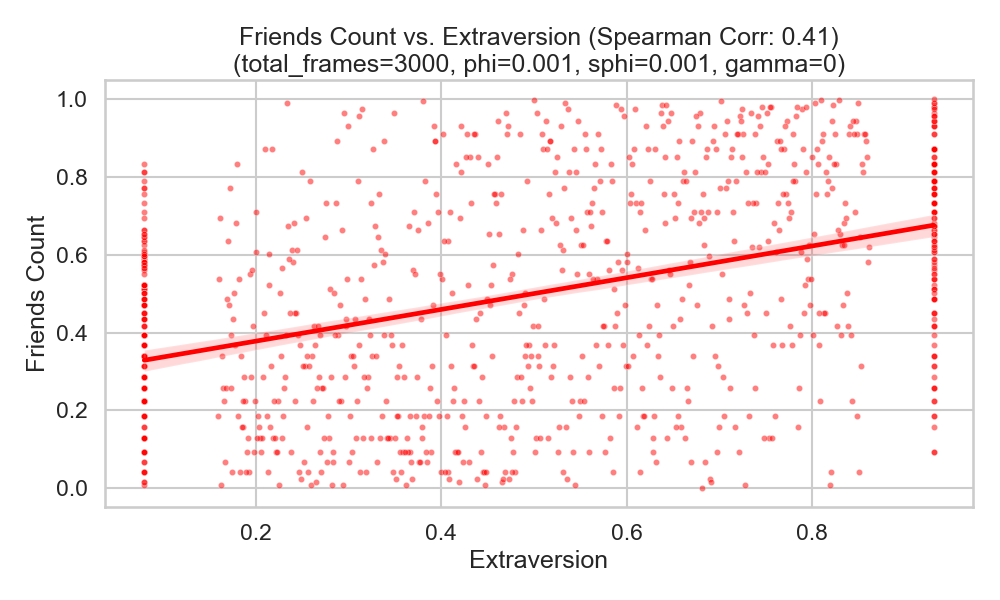 Friends Count vs. Extraversion (Spearman Corr: 0.41)
(total_frames=3000, phi=0.001, sphi=0.001, gamma=0)
1.0
0.8
0.6
0.4
0.2
0.0
Friends Count
0.2 0.4 0.6 0.8
Extraversion